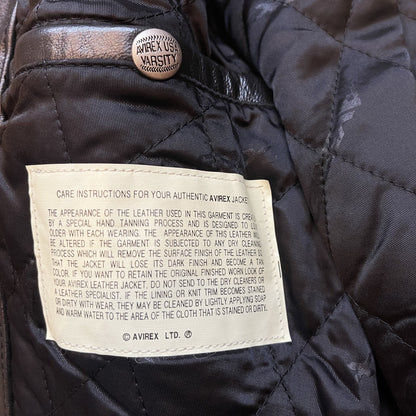 AVIREX U.S.A.
VARSITY
CARE INSTRUCTIONS FOR YOUR AUTHENTIC AVIREX JACKE
THE APPEARANCE OF THE LEATHER USED IN THIS GARMENT IS
BY A SPECIAL HAND TANNING PROCESS AND IS DESIGNED TO
OLDER WITH EACH WEARING. THE APPEARANCE OF THIS LEATHER W
BE ALTERED IF THE GARMENT IS SUBJECTED TO ANY DRY CLEANING
PROCESS WHICH WILL REMOVE THE SURFACE FINISH OF THE LEATHER SO
THAT THE JACKET WILL LOSE ITS DARK FINISH AND BECOME A TAN
COLOR. IF YOU WANT TO RETAIN THE ORIGINAL FINISHED WORN LOOK OF
YOUR AVIREX LEATHER JACKET. DO NOT SEND TO THE DRY CLEANERS OR
A LEATHER SPECIALIST. IF THE LINING OR KNIT TRIM BECOMES STAINED
OR DIRTY WITH WEAR, THEY MAY BE CLEANED BY LIGHTLY APPLYING SOAP
AND WARM WATER TO THE AREA OF THE CLOTH THAT IS STAINED OR DIRTY.
© AVIREX LTD.